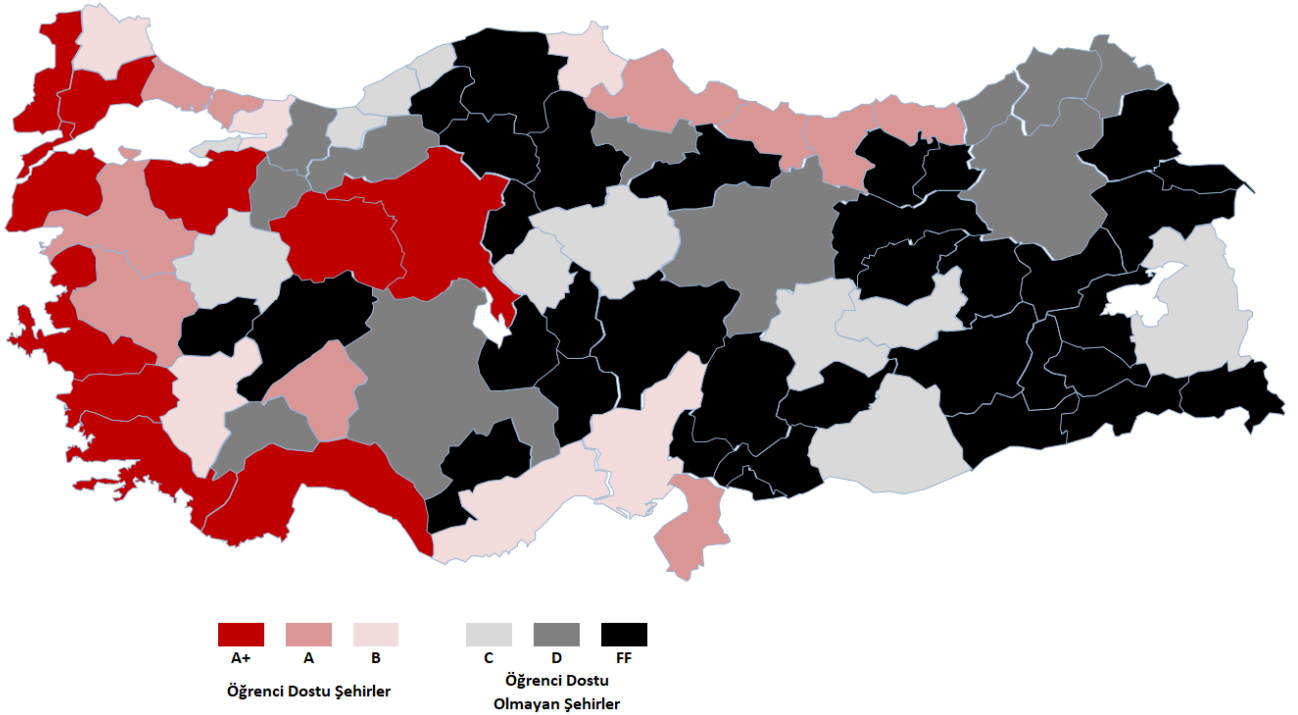 A+ A B C D FF
Öğrenci Dostu Şehirler
Öğrenci Dostu
Olmayan Şehirler